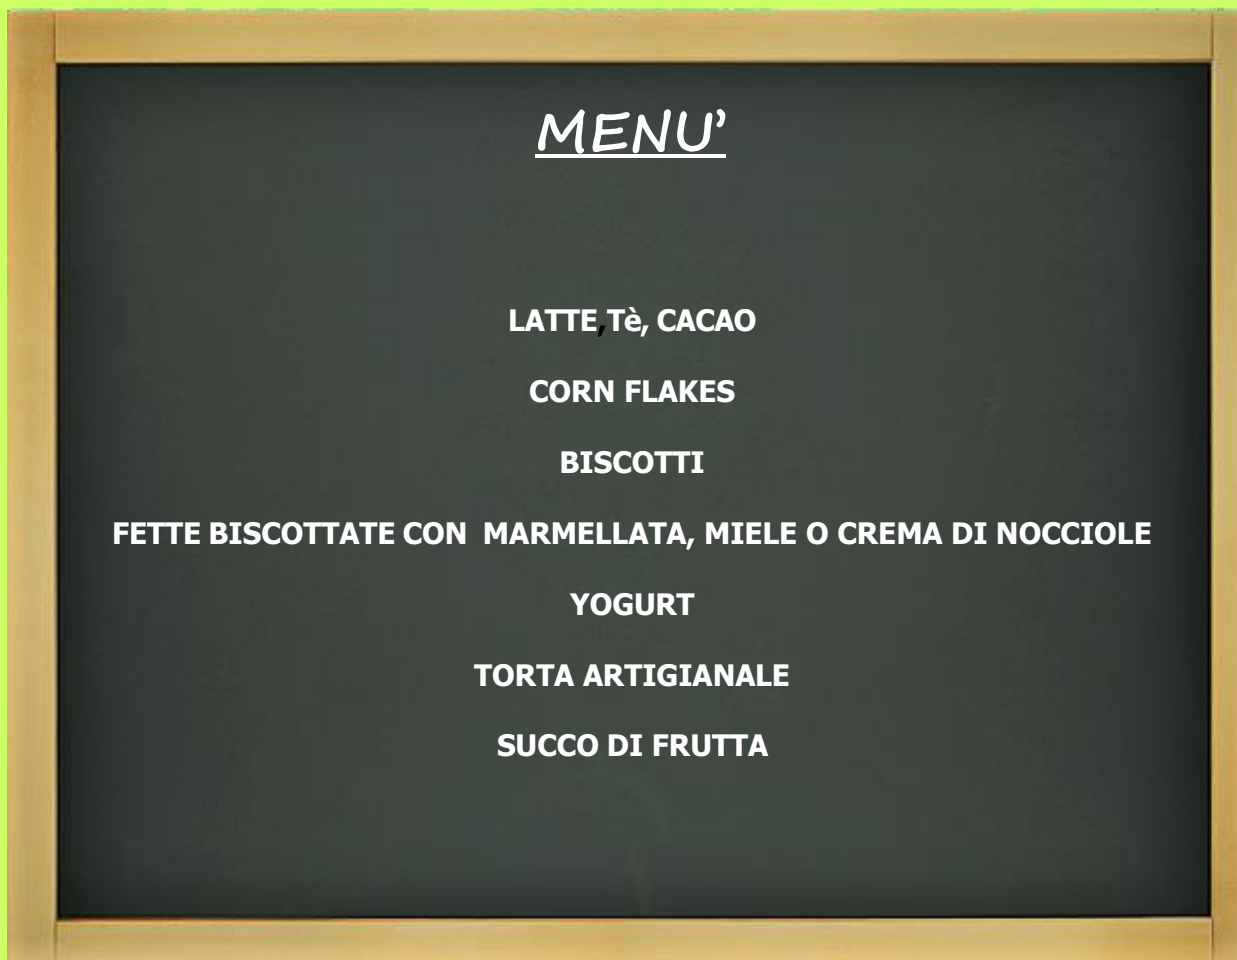 MENU’
LATTE,Tè, CACAO
CORN FLAKES
BISCOTTI
FETTE BISCOTTATE CON MARMELLATA, MIELE O CREMA DI NOCCIOLE
YOGURT
TORTA ARTIGIANALE
SUCCO DI FRUTTA